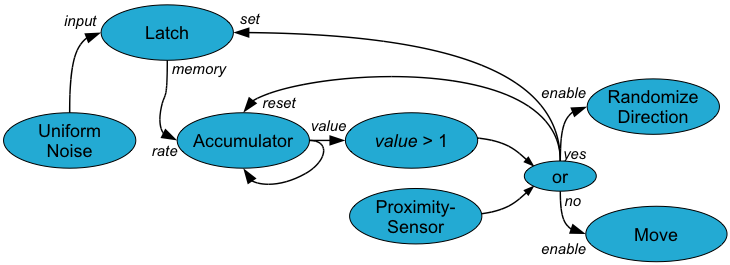 input
set
Latch
memory
enable
Randomize
Direction
reset
Uniform
Noise
rate
Accumulator
value
value > 1
yes
or
no
Proximity-
Sensor
enable
Move